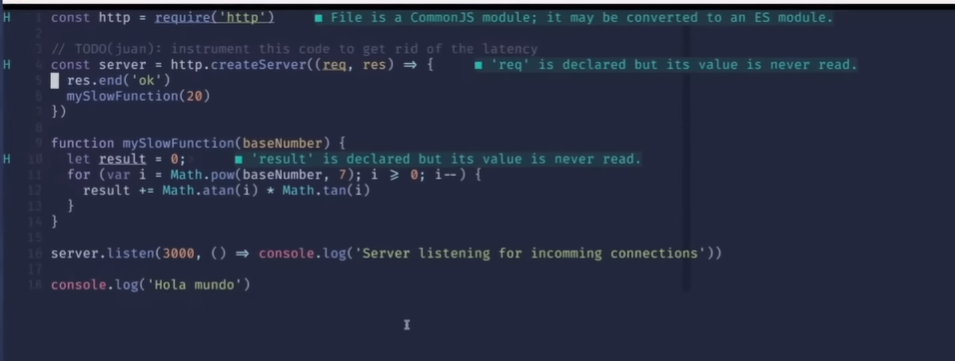 H 1 const http = require('http') ■ File is a CommonJS module; it may be converted to an ES module.
2
3 // TODO(juan): instrument this code to get rid of the latency
H 4 const server = http.createServer((req, res) => { ■ 'req' is declared but its value is never read.
5 res.end('ok')
6 mySlowFunction(20)
7 })
8
9 function mySlowFunction(baseNumber) {
H 10 let result = 0; ■ 'result' is declared but its value is never read.
11 for (var i = Math.pow(baseNumber, 7); i >= 0; i--) {
12 result += Math.atan(i) * Math.tan(i)
13 }
14 }
15
16 server.listen(3000, () => console.log('Server listening for incomming connections'))
17
18 console.log('Hola mundo')